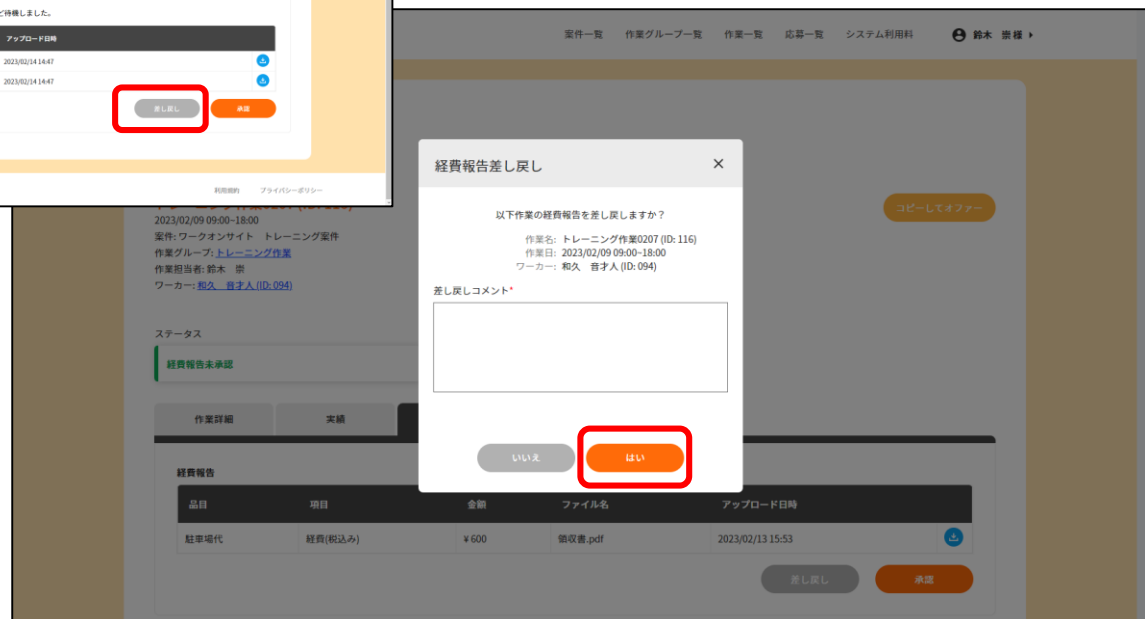 ど待機しました。
アップロード日時
2023/02/14 14:47
2023/02/14 14:47
差し戻し 承認
利用規約 プライバシーポリシー
案件一覧 作業グループ一覧 作業一覧 応募一覧 システム利用料 鈴木 崇様
経費報告差し戻し
以下作業の経費報告を差し戻しますか？
作業名: トレーニング作業0207 (ID: 116)
作業日: 2023/02/09 09:00~18:00
ワーカー: 和久 音才人 (ID: 094)
差し戻しコメント*
いいえ はい
コピーしてオファー
2023/02/09 09:00~18:00
案件: ワークオンサイト トレーニング案件
作業グループ: トレーニング作業
作業担当者: 鈴木 崇
ワーカー: 和久 音才人 (ID: 094)
ステータス
経費報告未承認
作業詳細 実績
経費報告
品目 項目 金額 ファイル名 アップロード日時
駐車場代 経費(税込み) ¥ 600 領収書.pdf 2023/02/13 15:53
差し戻し 承認